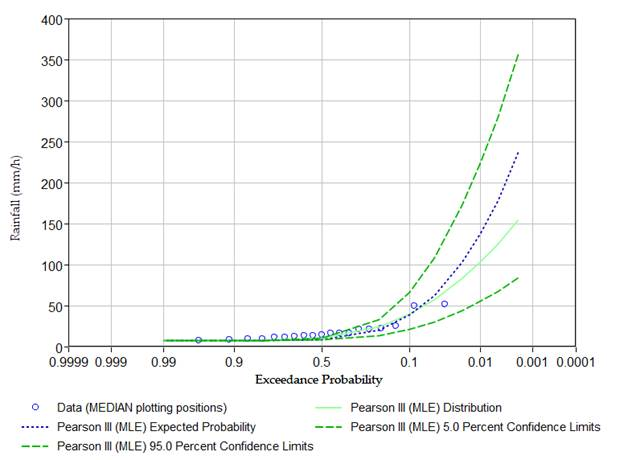 400
350
300
250
200
150
100
50
0
Rainfall (mm/h)
0.9999 0.999 0.99 0.9 0.5 0.1 0.01 0.001 0.0001
Exceedance Probability
Data (MEDIAN plotting positions)
Pearson III (MLE) Distribution
Pearson III (MLE) Expected Probability
Pearson III (MLE) 5.0 Percent Confidence Limits
Pearson III (MLE) 95.0 Percent Confidence Limits